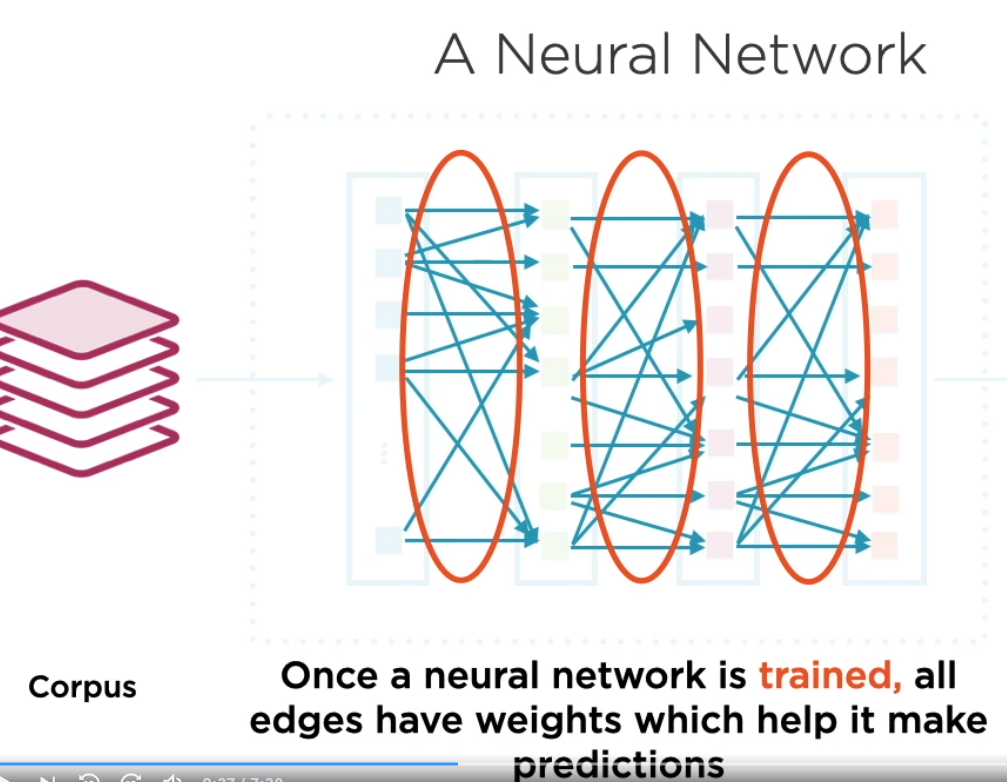 A Neural Network
Corpus
Once a neural network is trained, all
edges have weights which help it make
predictions